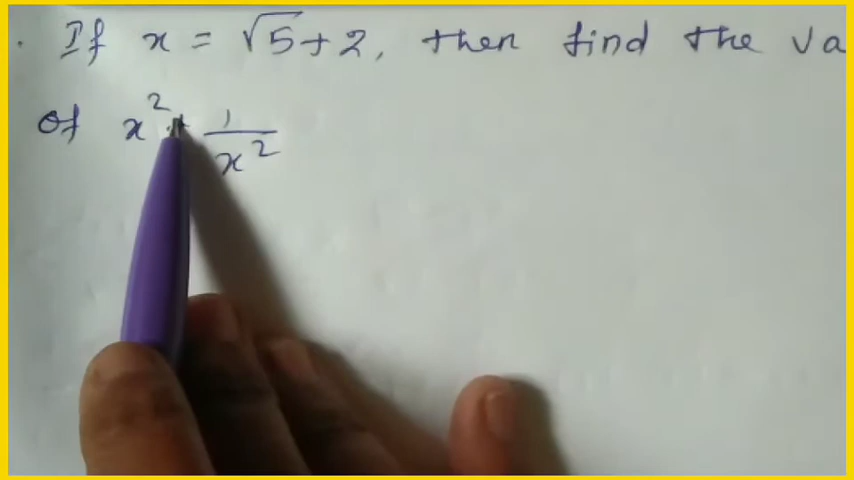 . If x = √5+2, then find the va
of x² + 1/x²